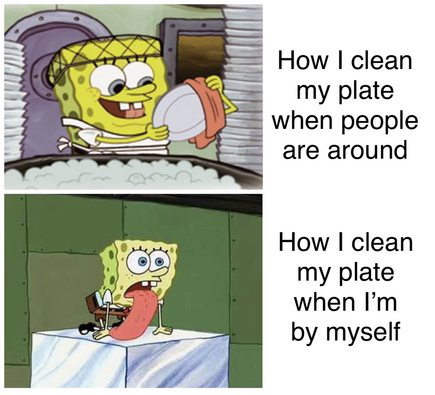 How I clean
my plate
when people
are around
How I clean
my plate
when I'm
by myself